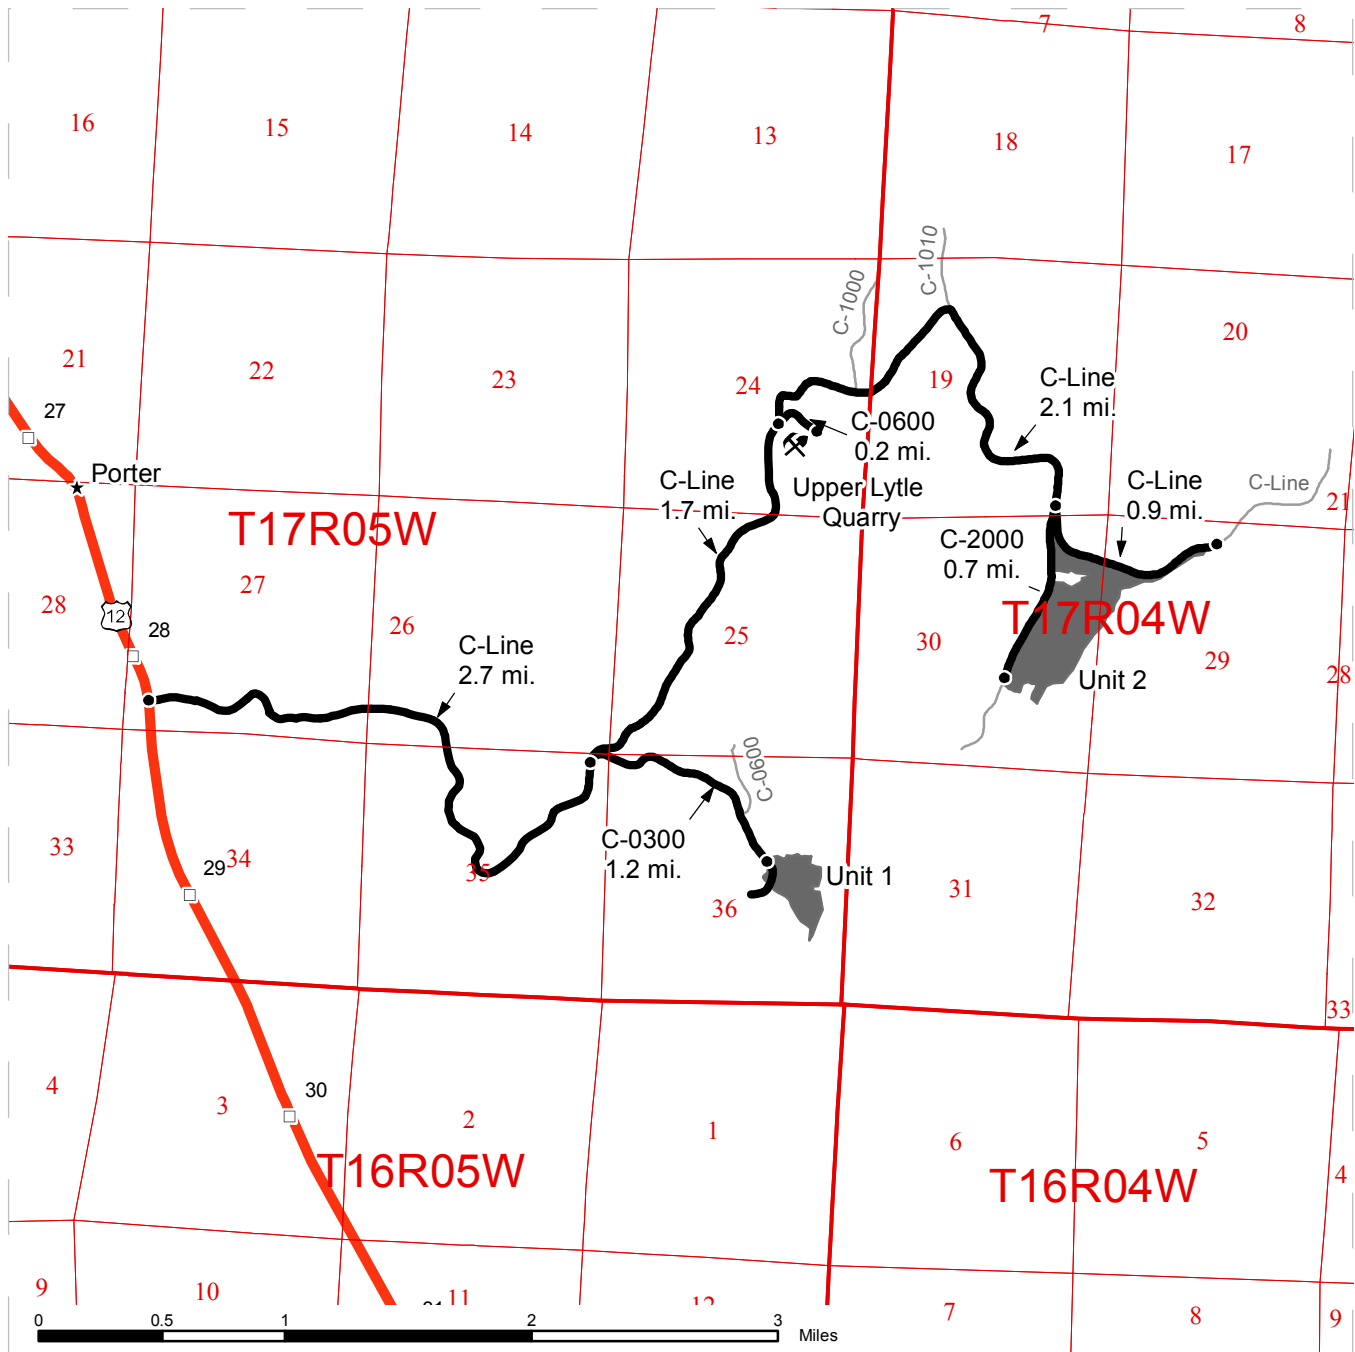 7
8
16
15
14
13
18
17
C-1010
C-1000
21
22
23
24
19
20
27
C-Line
2.1 mi.
C-0600
0.2 mi.
Porter
C-Line
1.7 mi.
Upper Lytle
Quarry
C-Line
0.9 mi.
C-Line
21
T17R05W
C-2000
0.7 mi.
28
27
12
28
26
25
30
T17R04W
29
28
C-Line
2.7 mi.
Unit 2
C-0600
33
34
29
35
C-0300
1.2 mi.
Unit 1
36
31
32
33
4
3
30
2
1
6
5
4
T16R05W
T16R04W
9
10
31
11
12
7
8
9
0
0.5
1
2
3
Miles